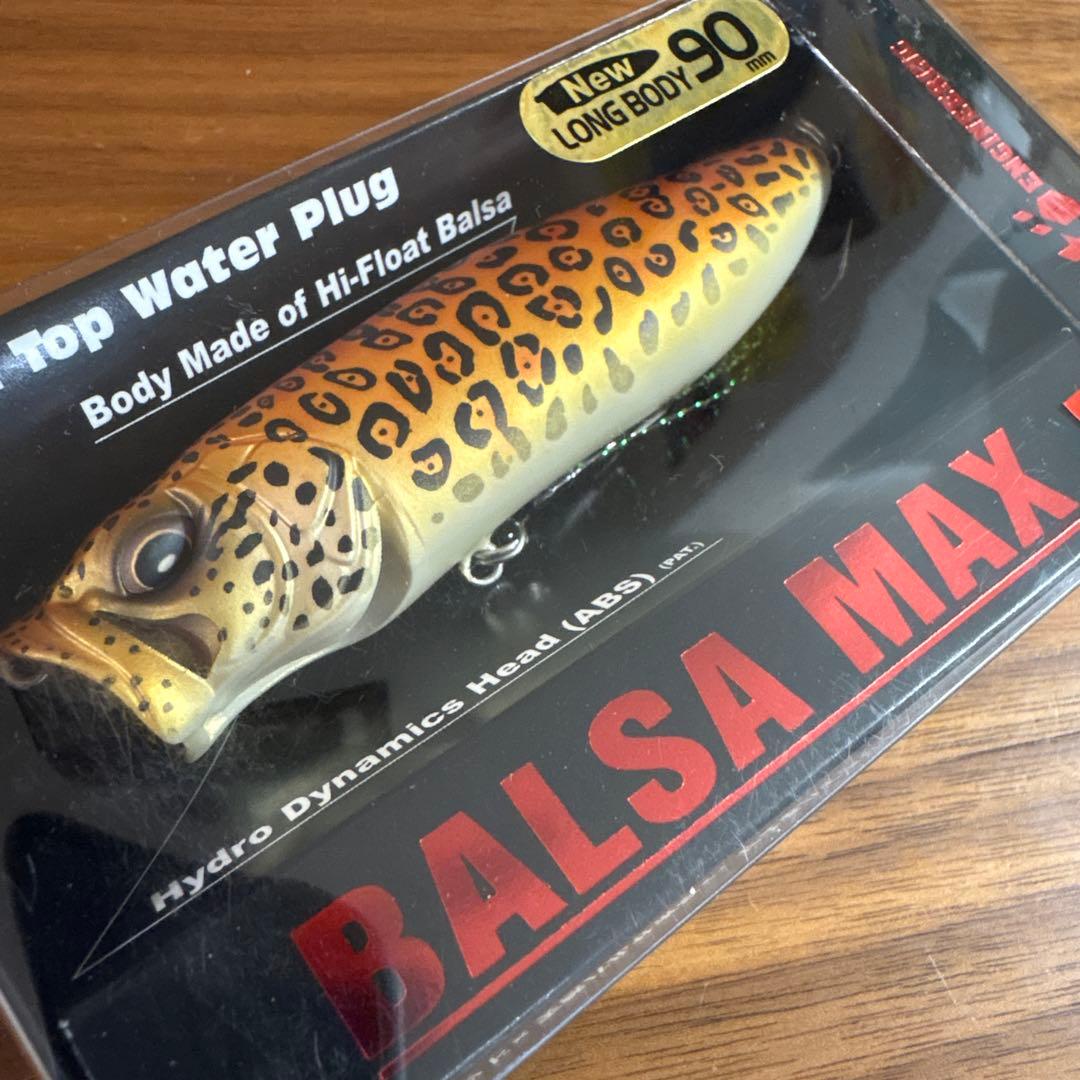 New
LONG BODY 90mm
Top Water Plug
Body Made of Hi-Float Balsa
ENGINEERING
Hydro Dynamics Head (ABS) (PAT.)
BALSA MAX